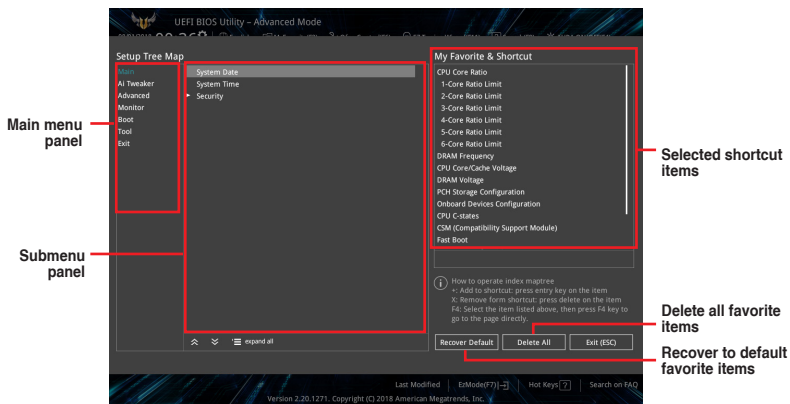 UEFI BIOS Utility – Advanced Mode
Setup Tree Map
My Favorite & Shortcut
Main
Ai Tweaker
Advanced
Monitor
Boot
Tool
Exit
System Date
System Time
Security
CPU Core Ratio
1-Core Ratio Limit
2-Core Ratio Limit
3-Core Ratio Limit
4-Core Ratio Limit
5-Core Ratio Limit
6-Core Ratio Limit
DRAM Frequency
CPU Core/Cache Voltage
DRAM Voltage
PCH Storage Configuration
Onboard Devices Configuration
CPU C-states
CSM (Compatibility Support Module)
Fast Boot
Main menu
panel
Submenu
panel
Selected shortcut
items
How to operate index maptree
+: Add to shortcut: press entry key on the item
X: Remove form shortcut: press delete on the item
F4: Select the item listed above, then press F4 key to
go to the page directly.
Delete all favorite
items
Recover to default
favorite items
expand all
Recover Default
Delete All
Exit (ESC)
Last Modified
EzMode(F7)
Hot Keys ?
Search on FAQ
Version 2.20.1271. Copyright (C) 2018 American Megatrends, Inc.